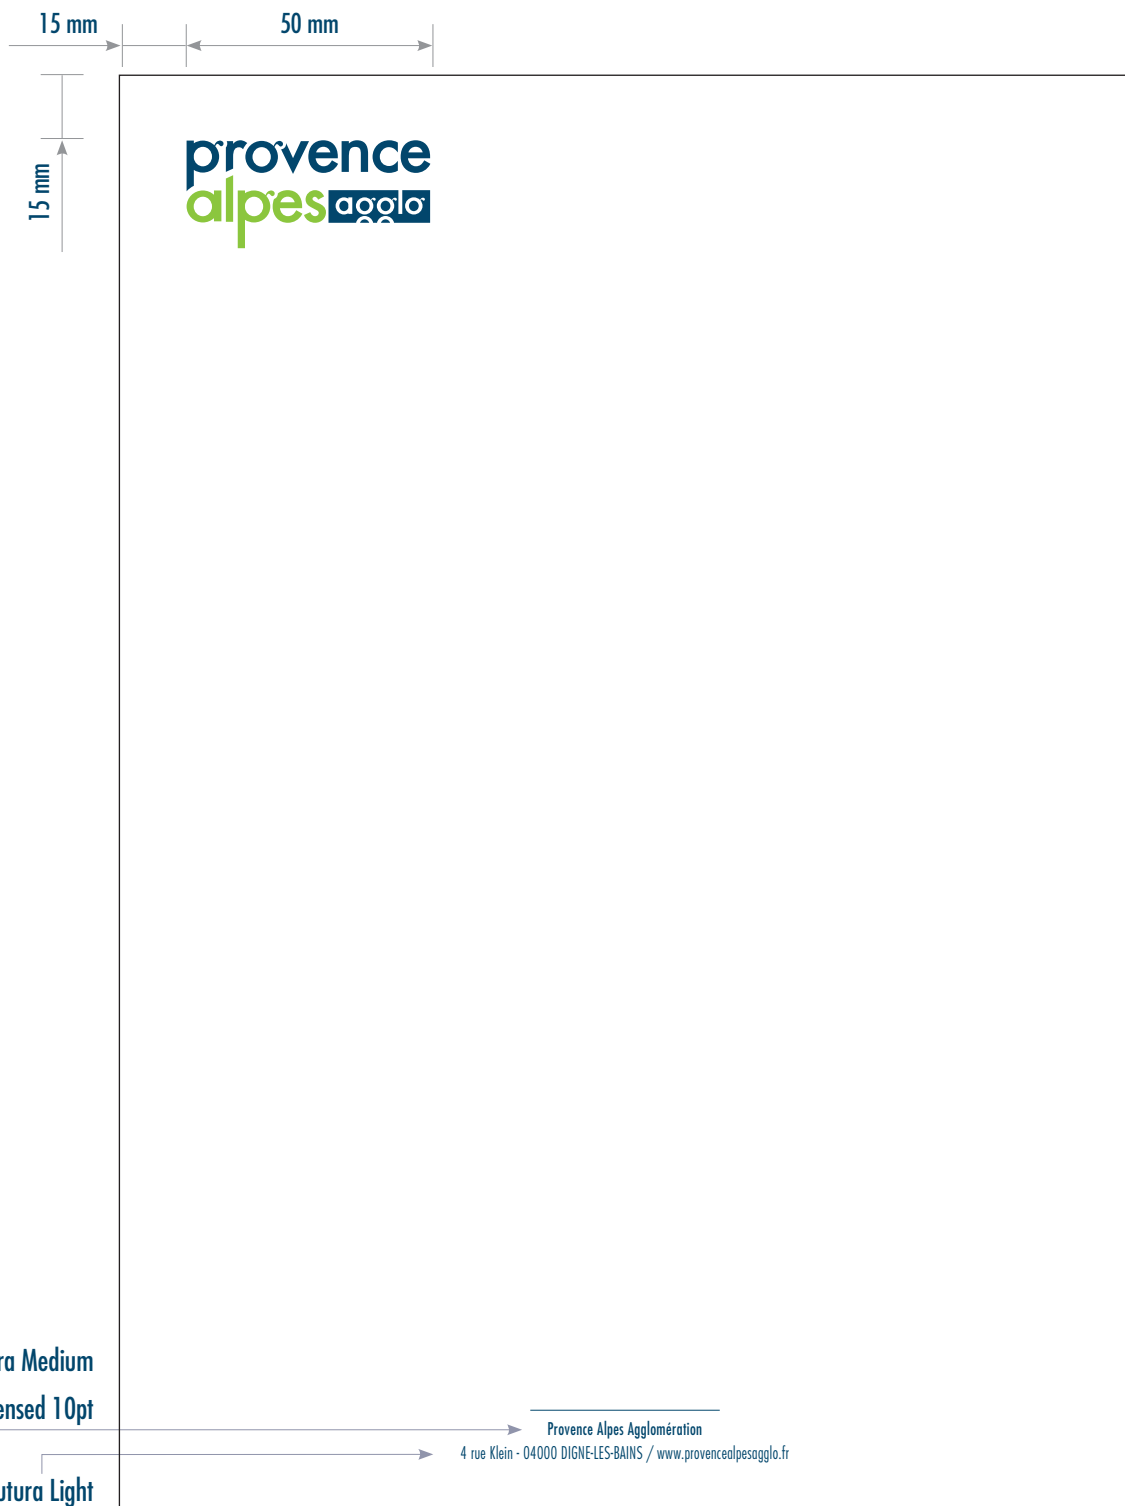 15 mm
50 mm
15 mm
provence
alpes agglo
ra Medium
ensed 10pt
Provence Alpes Agglomération
4 rue Klein - 04000 DIGNE-LES-BAINS / www.provencealpesagglo.fr
utura Light